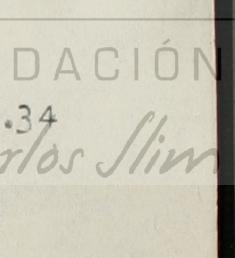 DACIÓN
.34
rlos Slim